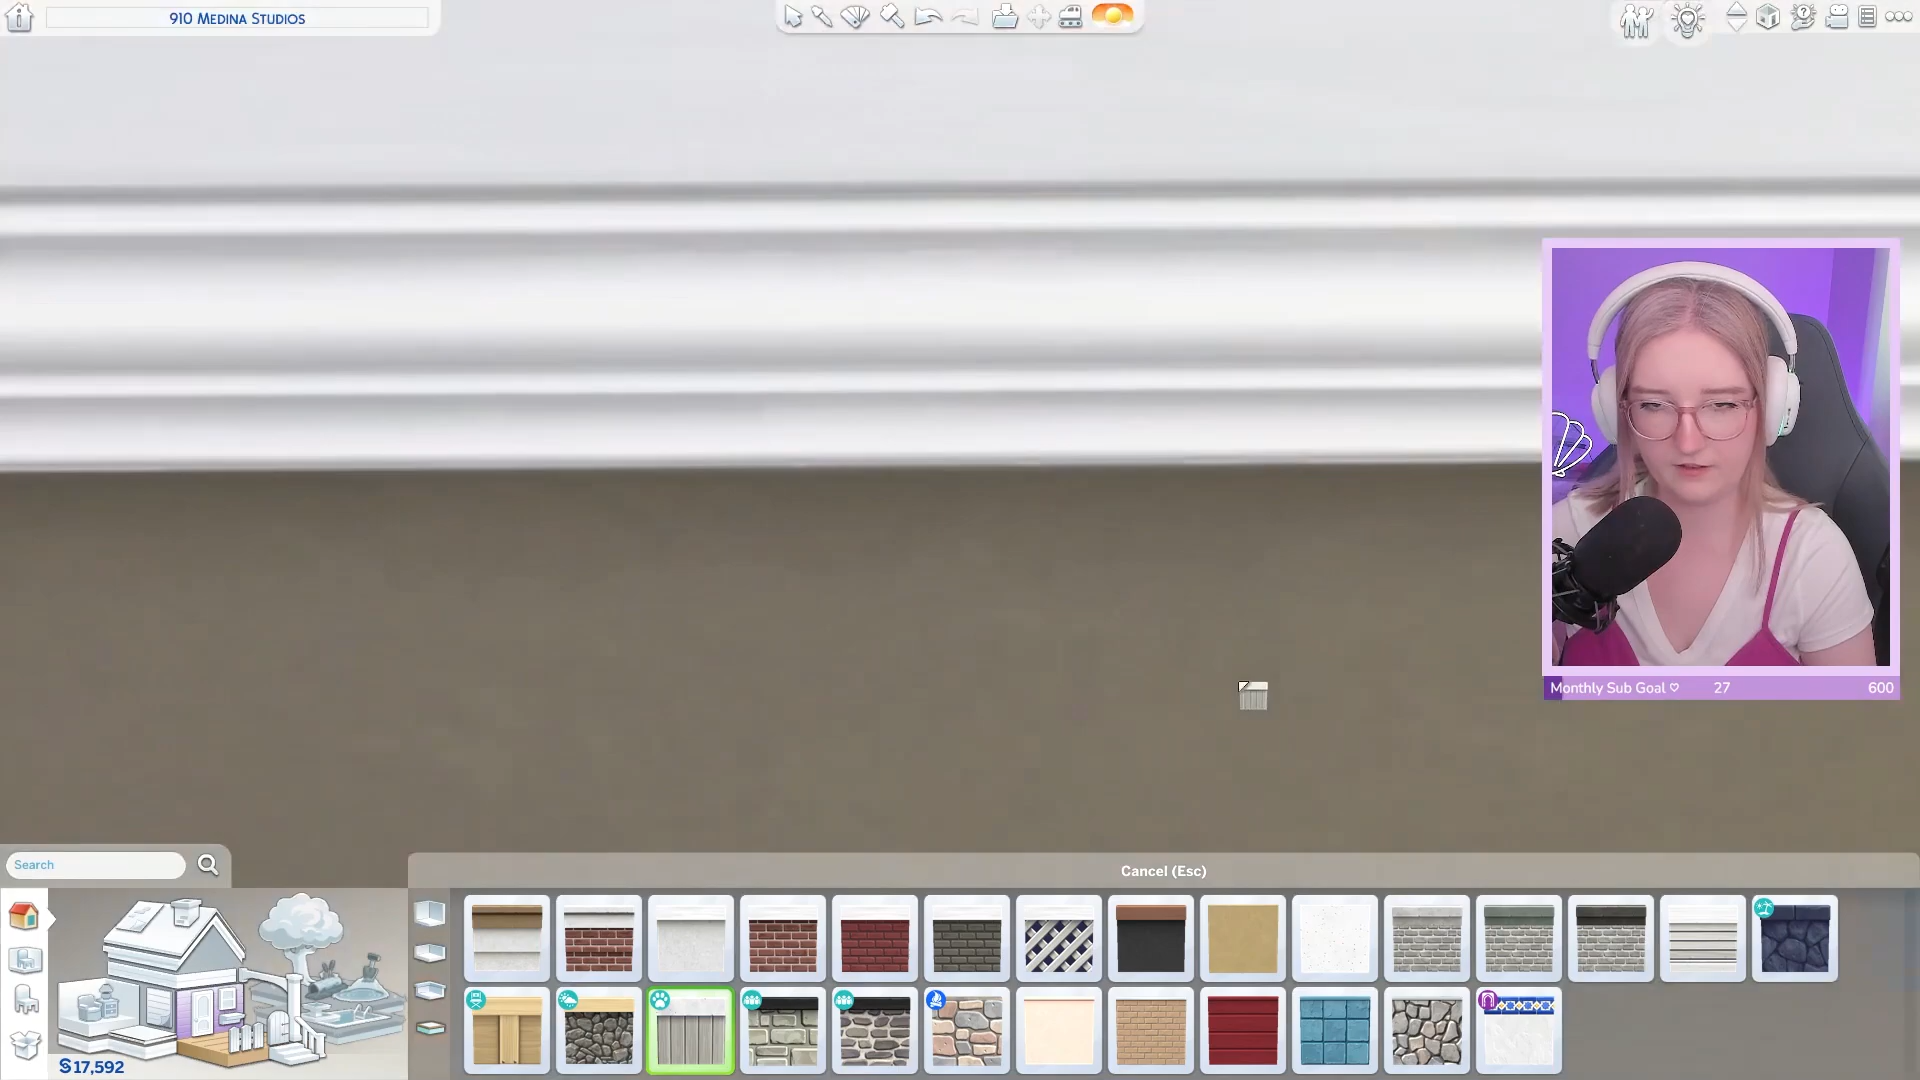 910 Medina Studios
Monthly Sub Goal ♡ 27 600
Search
Cancel (Esc)
§17,592